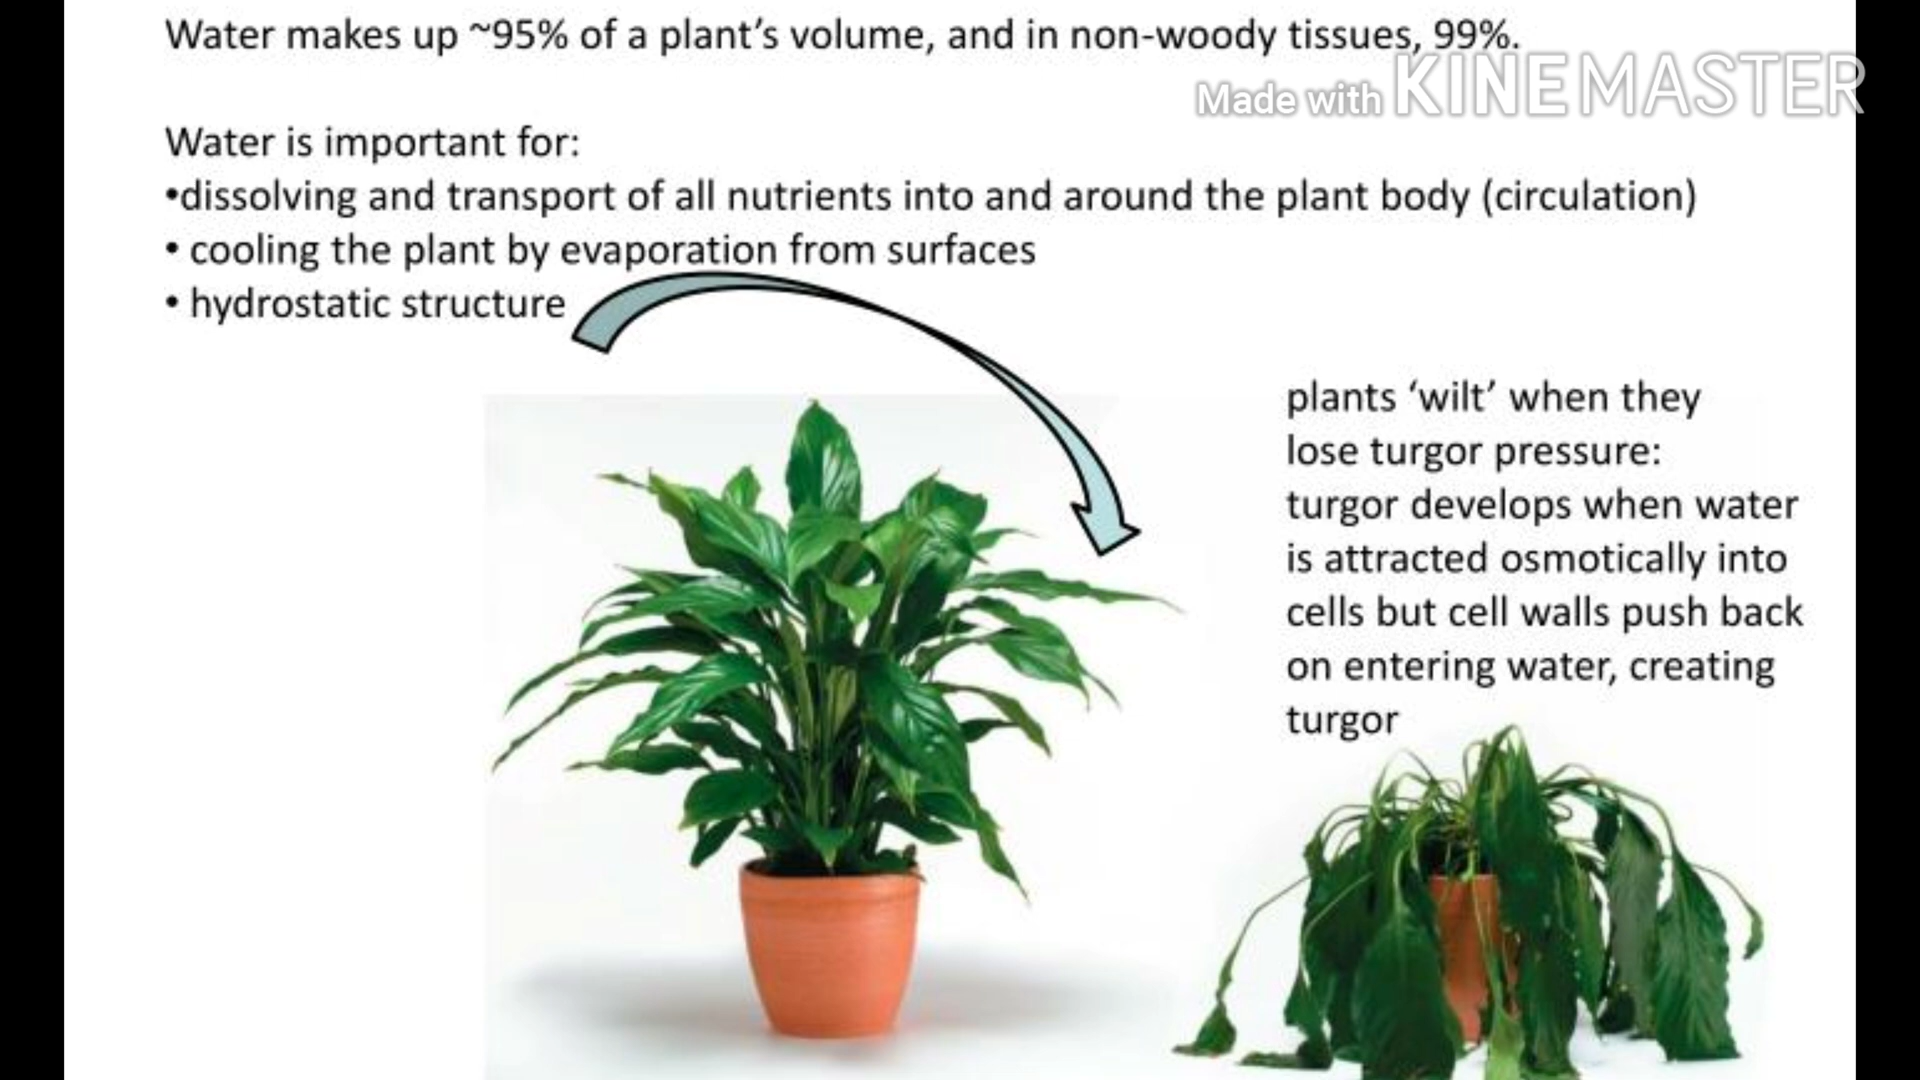 Water makes up ~95% of a plant’s volume, and in non-woody tissues, 99%.
Made with KINEMASTER
Water is important for:
•dissolving and transport of all nutrients into and around the plant body (circulation)
• cooling the plant by evaporation from surfaces
• hydrostatic structure
plants ‘wilt’ when they
lose turgor pressure:
turgor develops when water
is attracted osmotically into
cells but cell walls push back
on entering water, creating
turgor